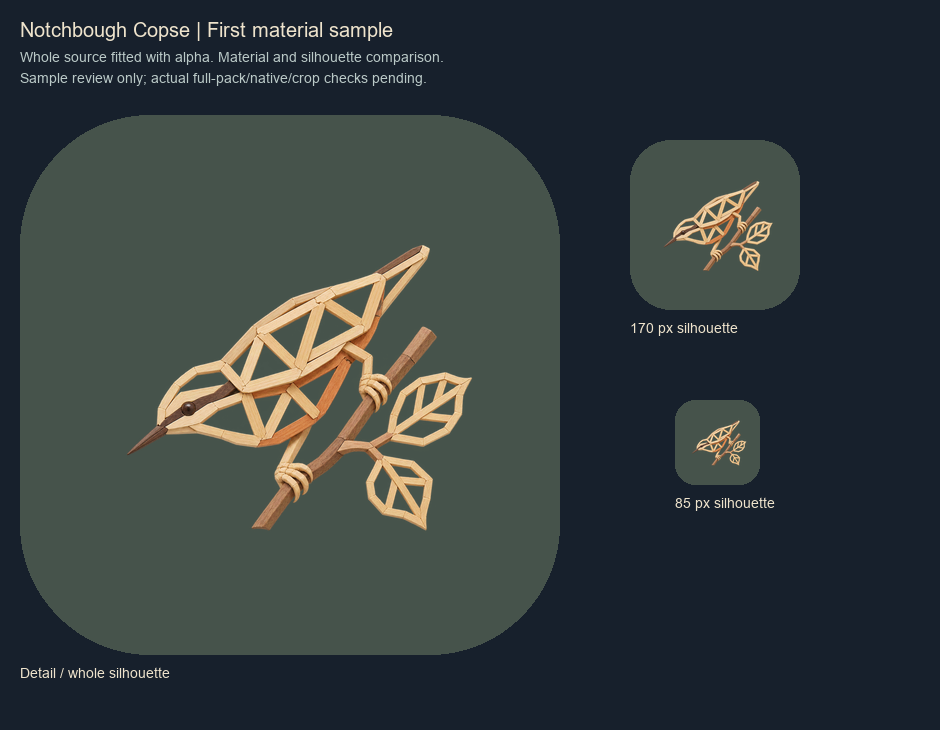 Notchbough Copse | First material sample
Whole source fitted with alpha. Material and silhouette comparison.
Sample review only; actual full-pack/native/crop checks pending.
170 px silhouette
85 px silhouette
Detail / whole silhouette